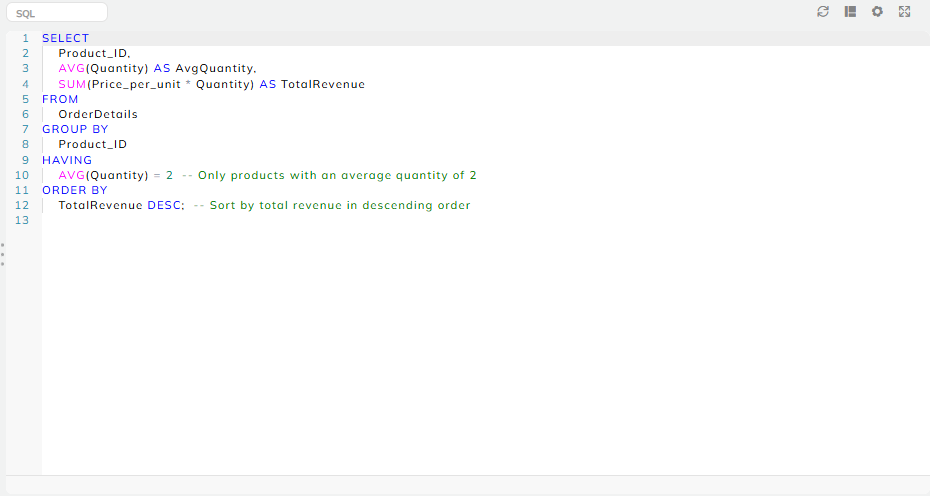 SQL
1 SELECT
2 Product_ID,
3 AVG(Quantity) AS AvgQuantity,
4 SUM(Price_per_unit * Quantity) AS TotalRevenue
5 FROM
6 OrderDetails
7 GROUP BY
8 Product_ID
9 HAVING
10 AVG(Quantity) = 2 -- Only products with an average quantity of 2
11 ORDER BY
12 TotalRevenue DESC; -- Sort by total revenue in descending order
13